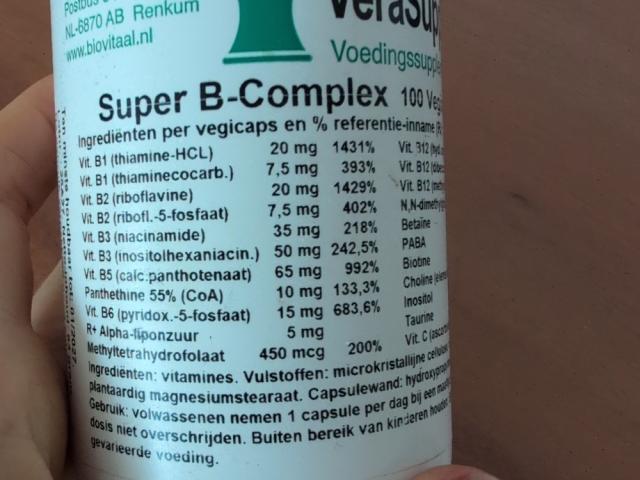 Postbus
NL-6870 AB Renkum
www.biovitaal.nl
Voedingssupple
Super B-Complex 100 Veg
Ingrediënten per vegicaps en % referentie-inname
Vit. B1 (thiamine-HCL) 20 mg 1431% Vit. B12
Vit. B1 (thiaminecocarb.) 7,5 mg 393% Vit. B12
Vit. B2 (riboflavine) 20 mg 1429% Vit. B12
Vit. B2 (ribofl.-5-fosfaat) 7,5 mg 402% N,N-dimethyl
Vit. B3 (niacinamide) 35 mg 218% Betaïne
Vit. B3 (inositolhexaniacin.) 50 mg 242,5% PABA
Vit. B5 (calc.panthotenaat) 65 mg 992% Biotine
Panthethine 55% (CoA) 10 mg 133,3% Choline
Vit. B6 (pyridox.-5-fosfaat) 15 mg 683,6% Inositol
R+ Alpha-liponzuur 5 mg Taurine
Methyltetrahydrofolaat 450 mcg 200% Vit. C
Ingrediënten: vitamines. Vulstoffen: microkristallijne cellulose
plantaardig magnesiumstearaat. Capsulewand: hydroxyprop
Gebruik: volwassenen nemen 1 capsule per dag bij een
dosis niet overschrijden. Buiten bereik van kinderen houden
gevarieerde voeding.